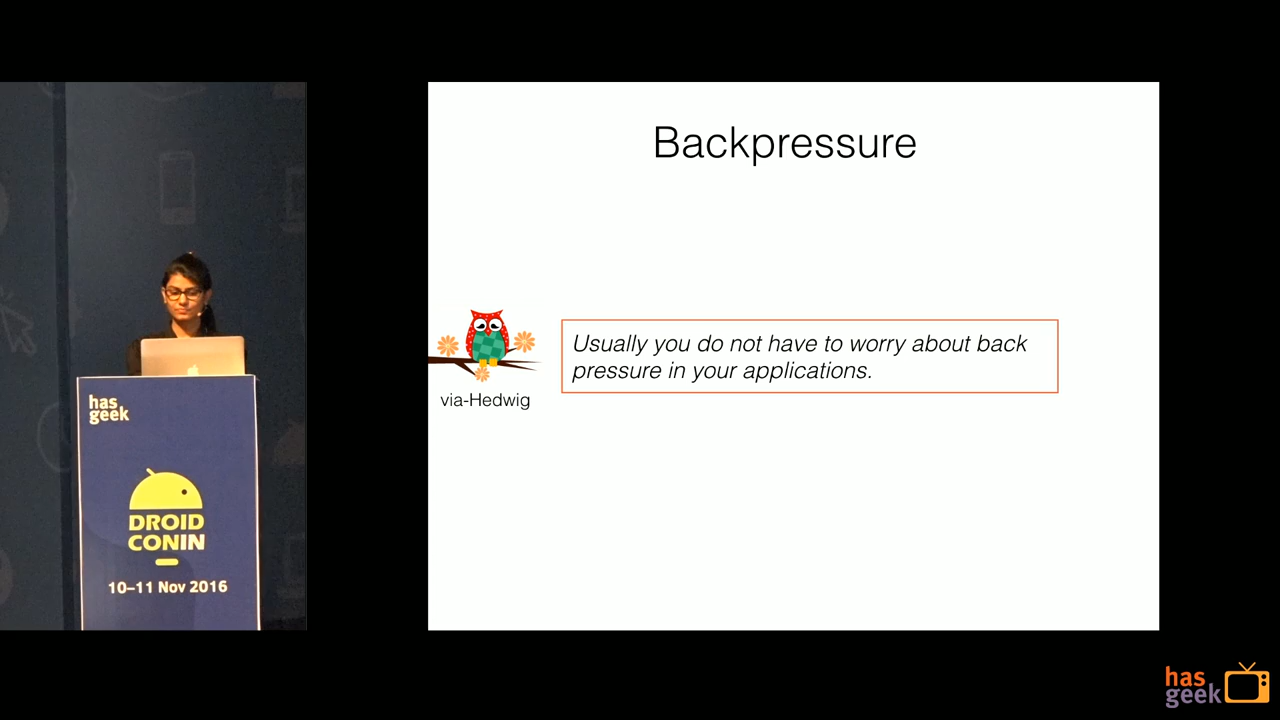 Backpressure
Usually you do not have to worry about back
pressure in your applications.
via-Hedwig
has
geek
DROID
CONIN
10–11 Nov 2016
has
geek